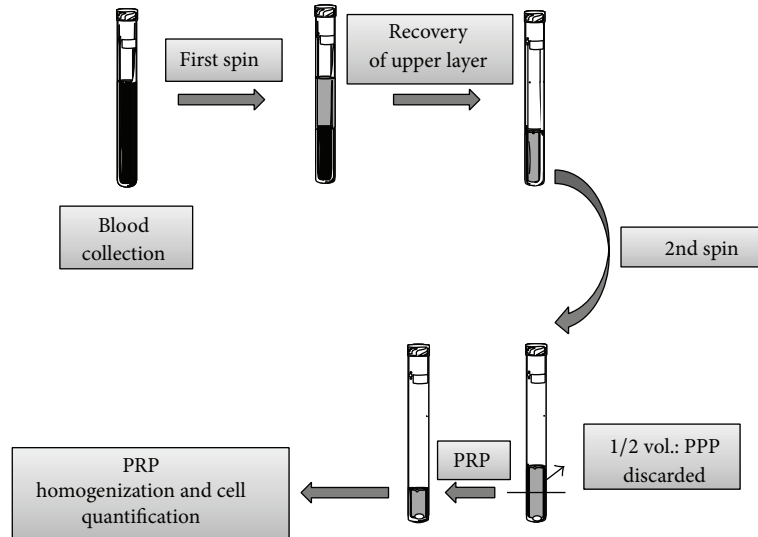 First spin
Recovery
of upper layer
Blood
collection
2nd spin
1/2 vol.: PPP
discarded
PRP
PRP
homogenization and cell
quantification